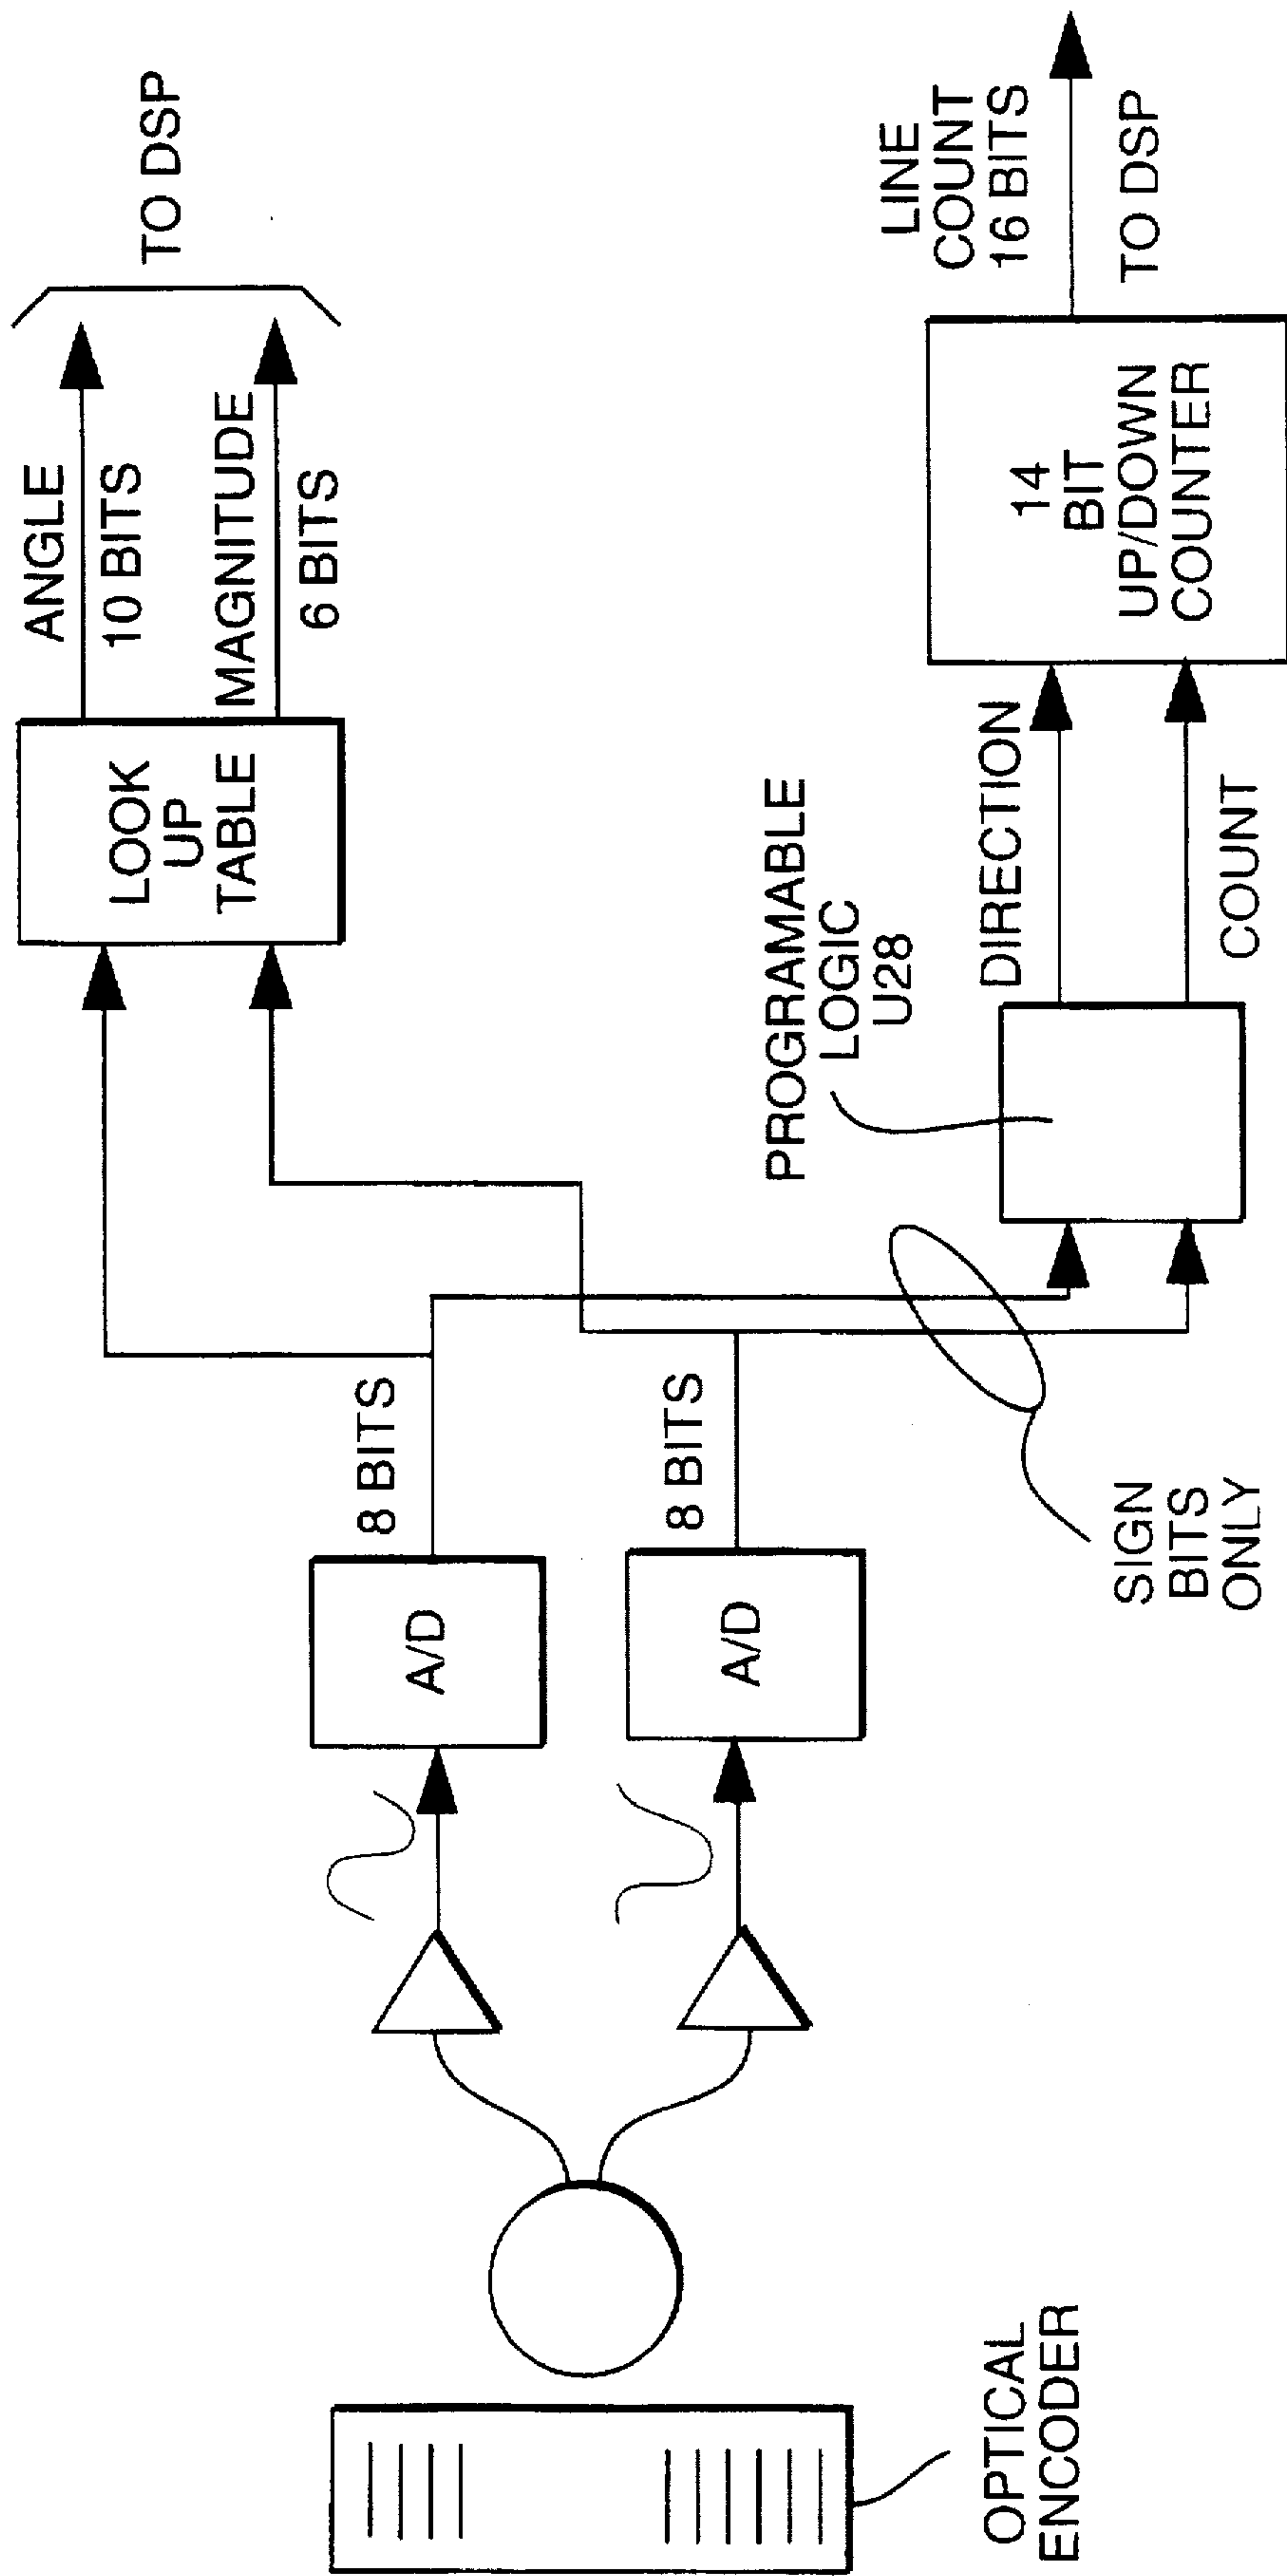 OPTICAL
ENCODER
A/D
A/D
8 BITS
8 BITS
SIGN
BITS
ONLY
LOOK
UP
TABLE
ANGLE
10 BITS
MAGNITUDE
6 BITS
TO DSP
PROGRAMABLE
LOGIC
U28
DIRECTION
COUNT
14
BIT
UP/DOWN
COUNTER
LINE
COUNT
16 BITS
TO DSP